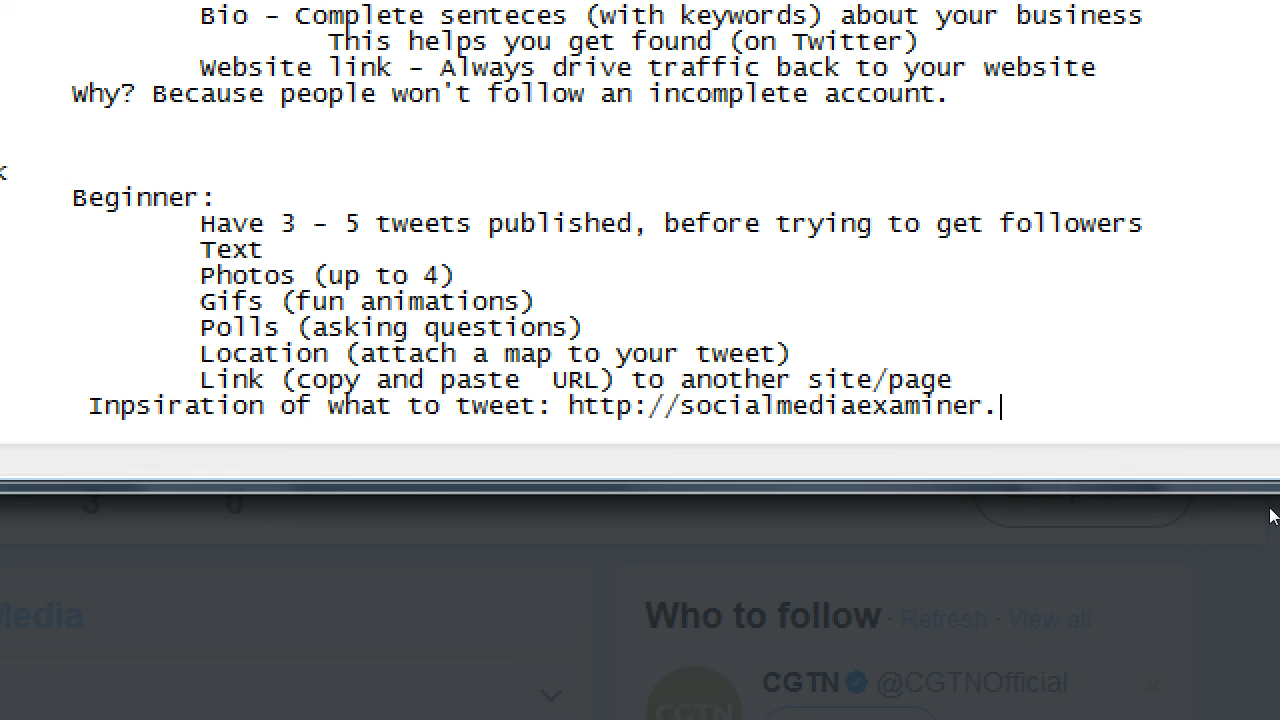 Bio - Complete senteces (with keywords) about your business
This helps you get found (on Twitter)
Website link - Always drive traffic back to your website
Why? Because people won't follow an incomplete account.
Beginner:
Have 3 - 5 tweets published, before trying to get followers
Text
Photos (up to 4)
Gifs (fun animations)
Polls (asking questions)
Location (attach a map to your tweet)
Link (copy and paste  URL) to another site/page
Inpsiration of what to tweet: http://socialmediaexaminer.
3 0
Media
Who to follow · Refresh · View all
CGTN @CGTNOfficial
CGTN